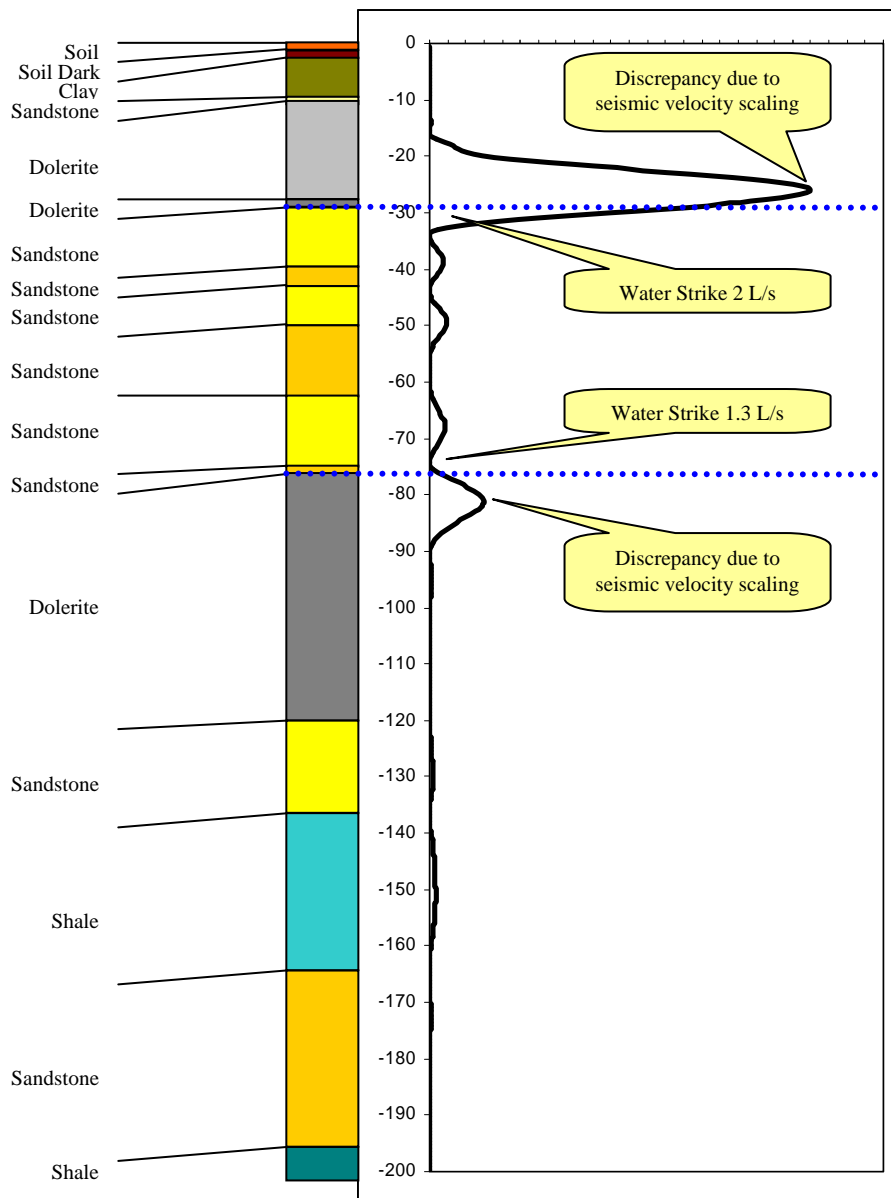 Soil
Soil Dark
Clay
Sandstone
Dolerite
Dolerite
Sandstone
Sandstone
Sandstone
Sandstone
Sandstone
Sandstone
Dolerite
Sandstone
Shale
Sandstone
Shale
0
-10
-20
-30
-40
-50
-60
-70
-80
-90
-100
-110
-120
-130
-140
-150
-160
-170
-180
-190
-200
Discrepancy due to
seismic velocity scaling
Water Strike 2 L/s
Water Strike 1.3 L/s
Discrepancy due to
seismic velocity scaling